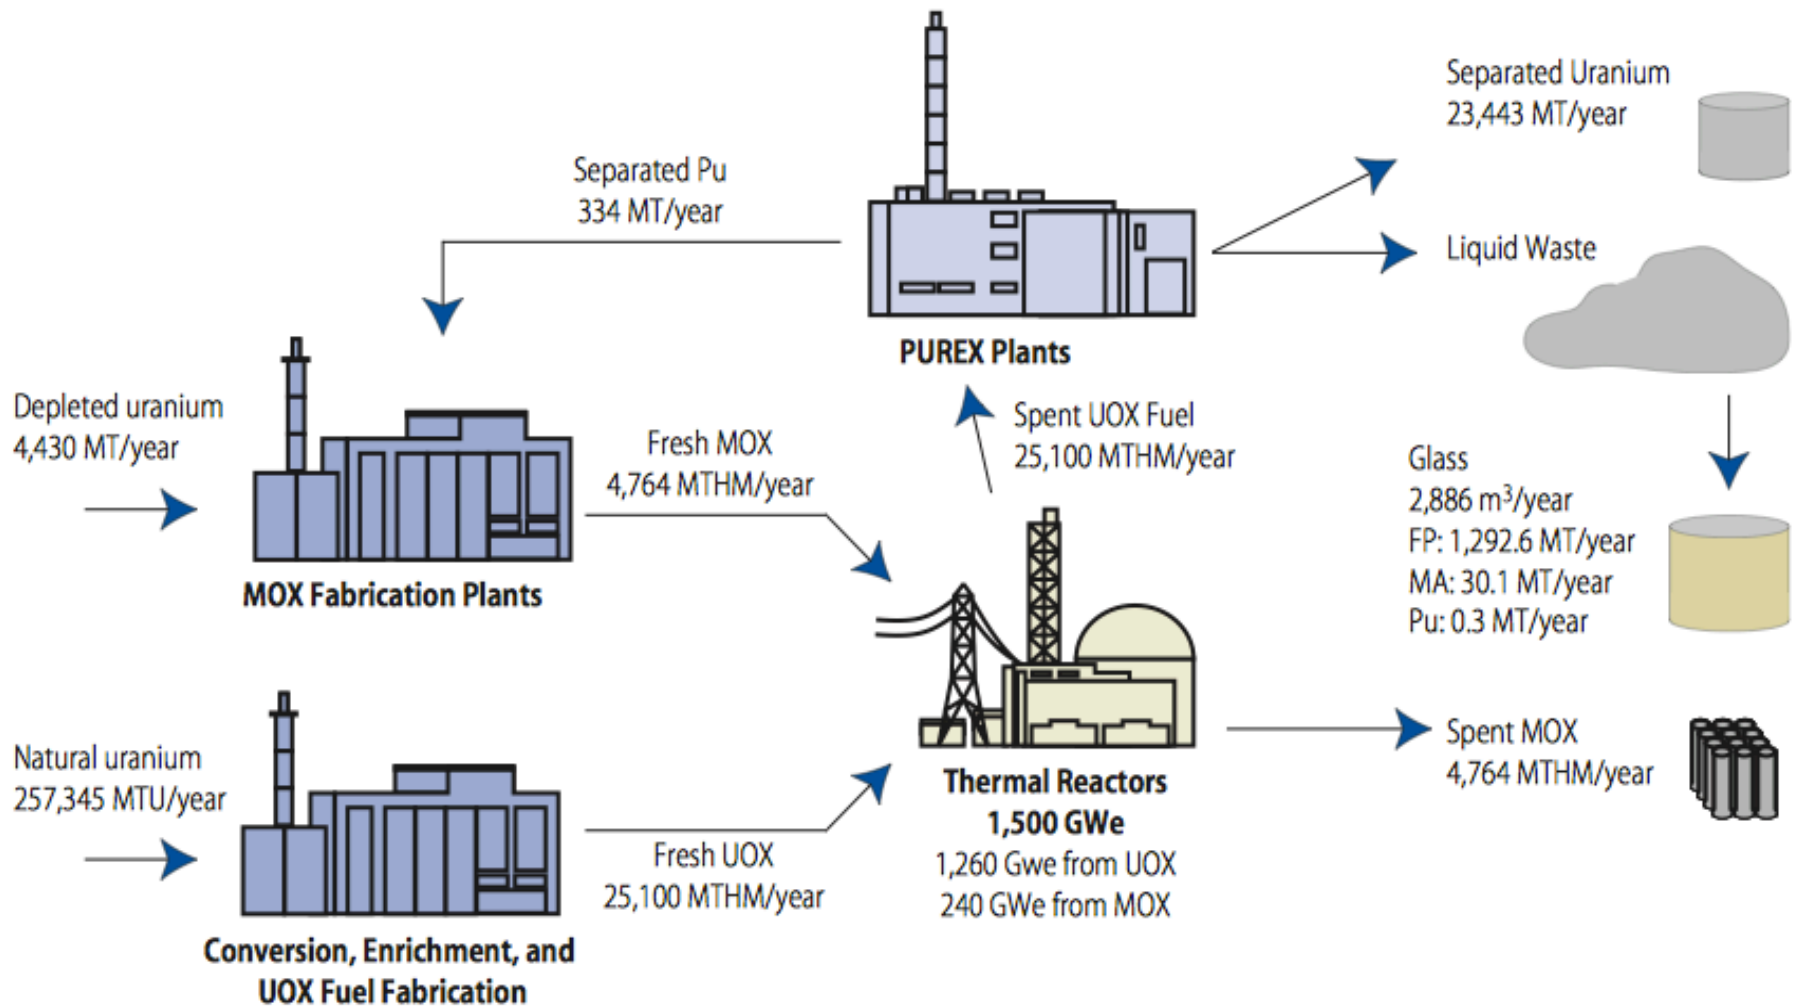 Separated Uranium
23,443 MT/year
Separated Pu
334 MT/year
Liquid Waste
PUREX Plants
Depleted uranium
4,430 MT/year
Fresh MOX
4,764 MTHM/year
Spent UOX Fuel
25,100 MTHM/year
Glass
2,886 m³/year
FP: 1,292.6 MT/year
MA: 30.1 MT/year
Pu: 0.3 MT/year
MOX Fabrication Plants
Natural uranium
257,345 MTU/year
Thermal Reactors
1,500 GWe
1,260 Gwe from UOX
240 GWe from MOX
Spent MOX
4,764 MTHM/year
Fresh UOX
25,100 MTHM/year
Conversion, Enrichment, and
UOX Fuel Fabrication